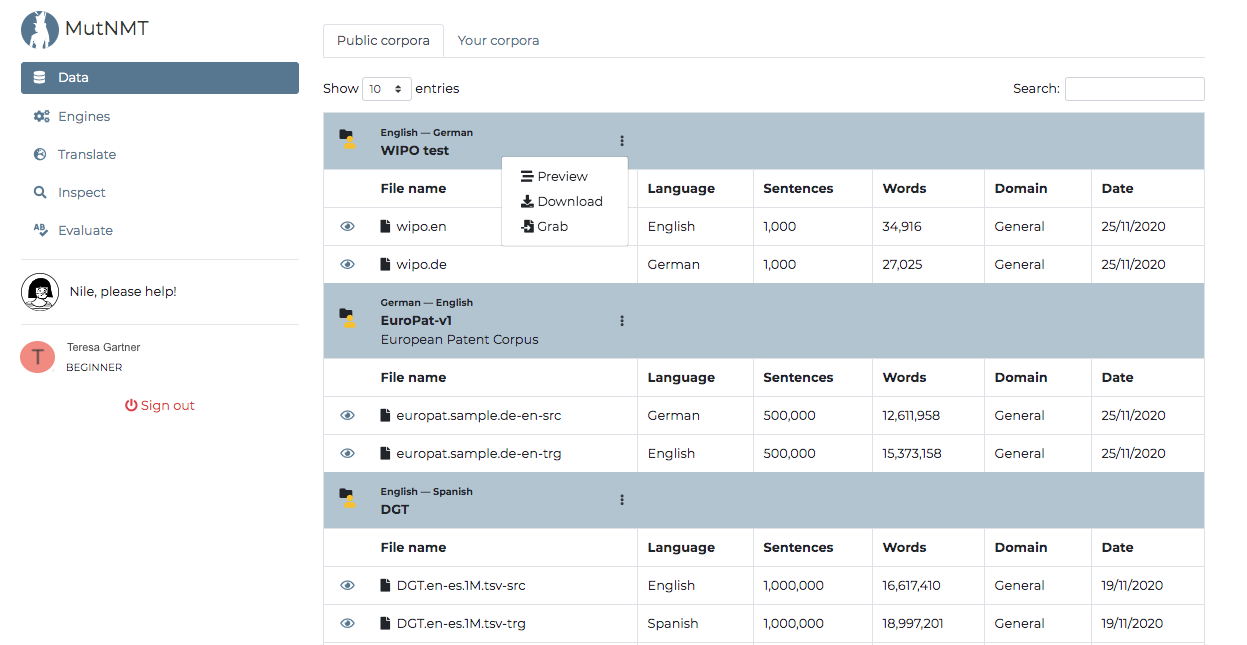 MutNMT
Data
Engines
Translate
Inspect
Evaluate
Nile, please help!
T
Teresa Gartner
BEGINNER
Sign out
Public corpora Your corpora
Show 10 entries Search:
English — German
WIPO test
Preview
Download
Grab
File name Language Sentences Words Domain Date
wipo.en English 1,000 34,916 General 25/11/2020
wipo.de German 1,000 27,025 General 25/11/2020
German — English
EuroPat-v1
European Patent Corpus
File name Language Sentences Words Domain Date
europat.sample.de-en-src German 500,000 12,611,958 General 25/11/2020
europat.sample.de-en-trg English 500,000 15,373,158 General 25/11/2020
English — Spanish
DGT
File name Language Sentences Words Domain Date
DGT.en-es.1M.tsv-src English 1,000,000 16,617,410 General 19/11/2020
DGT.en-es.1M.tsv-trg Spanish 1,000,000 18,997,201 General 19/11/2020